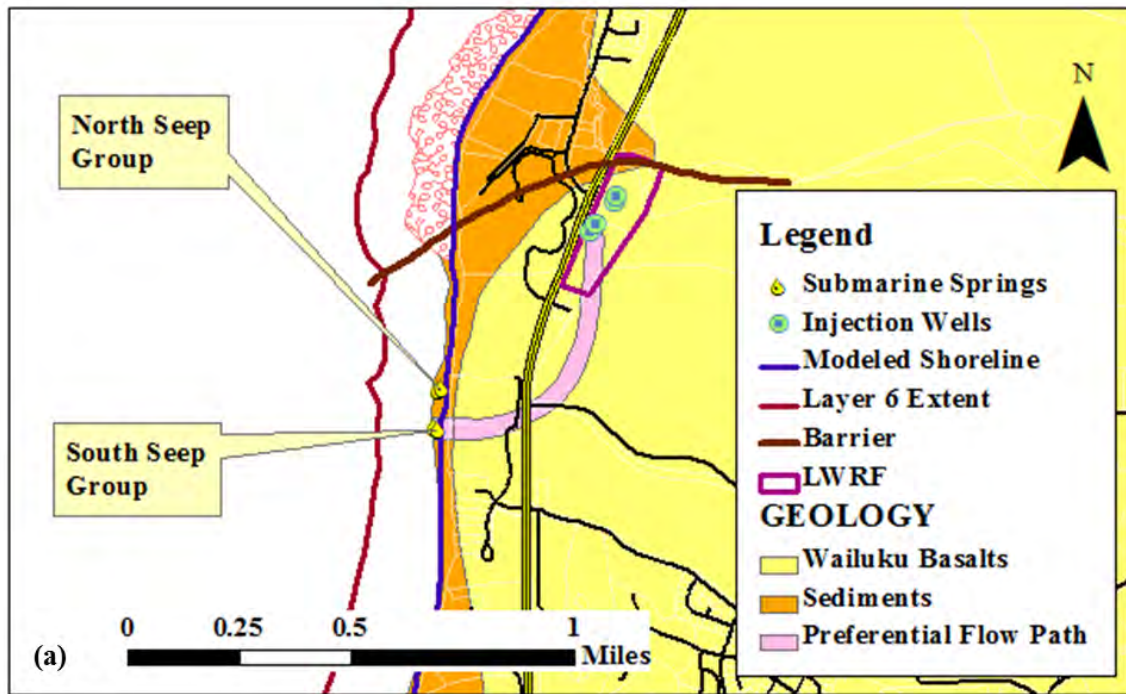 North Seep
Group
N
South Seep
Group
Legend
Submarine Springs
Injection Wells
Modeled Shoreline
Layer 6 Extent
Barrier
LWRF
GEOLOGY
Wailuku Basalts
Sediments
Preferential Flow Path
0 0.25 0.5 1
(a) Miles